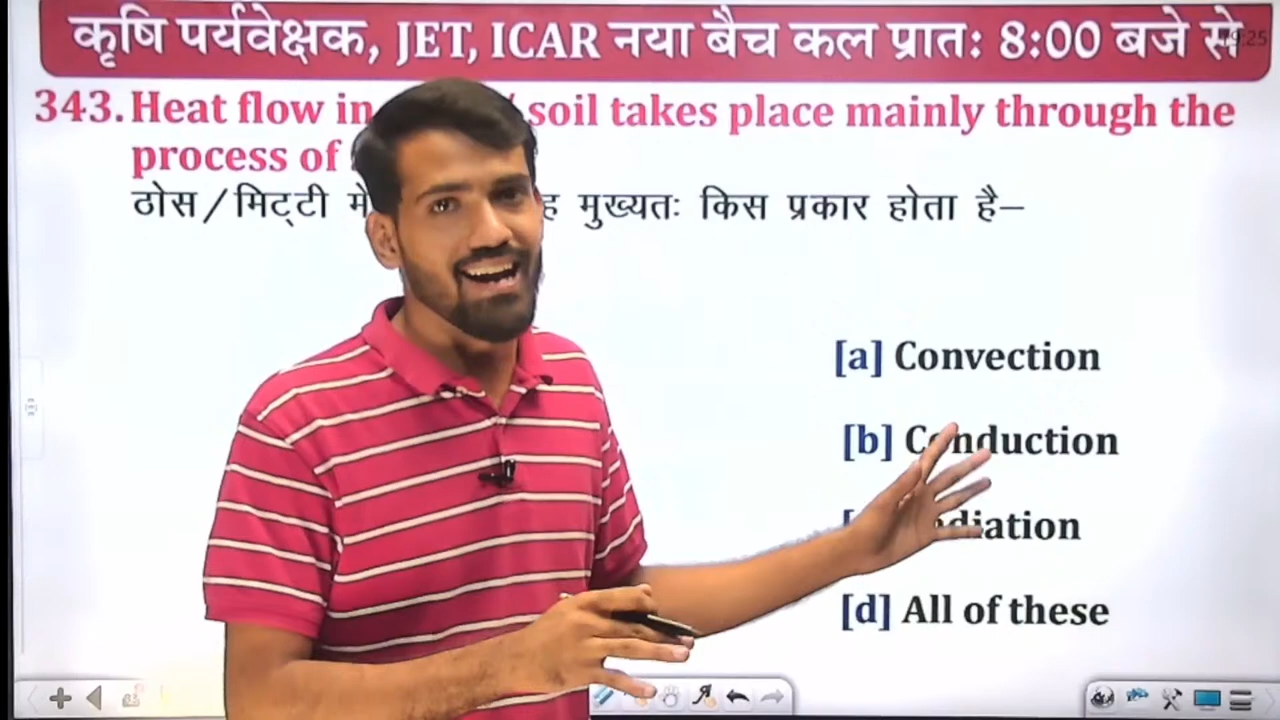 कृषि पर्यवेक्षक, JET, ICAR नया बैच कल प्रातः 8:00 बजे से
343. Heat flow in soil takes place mainly through the
process of
ठोस/मिट्टी में मुख्यतः किस प्रकार होता है–
[a] Convection
[b] Conduction
[d] All of these